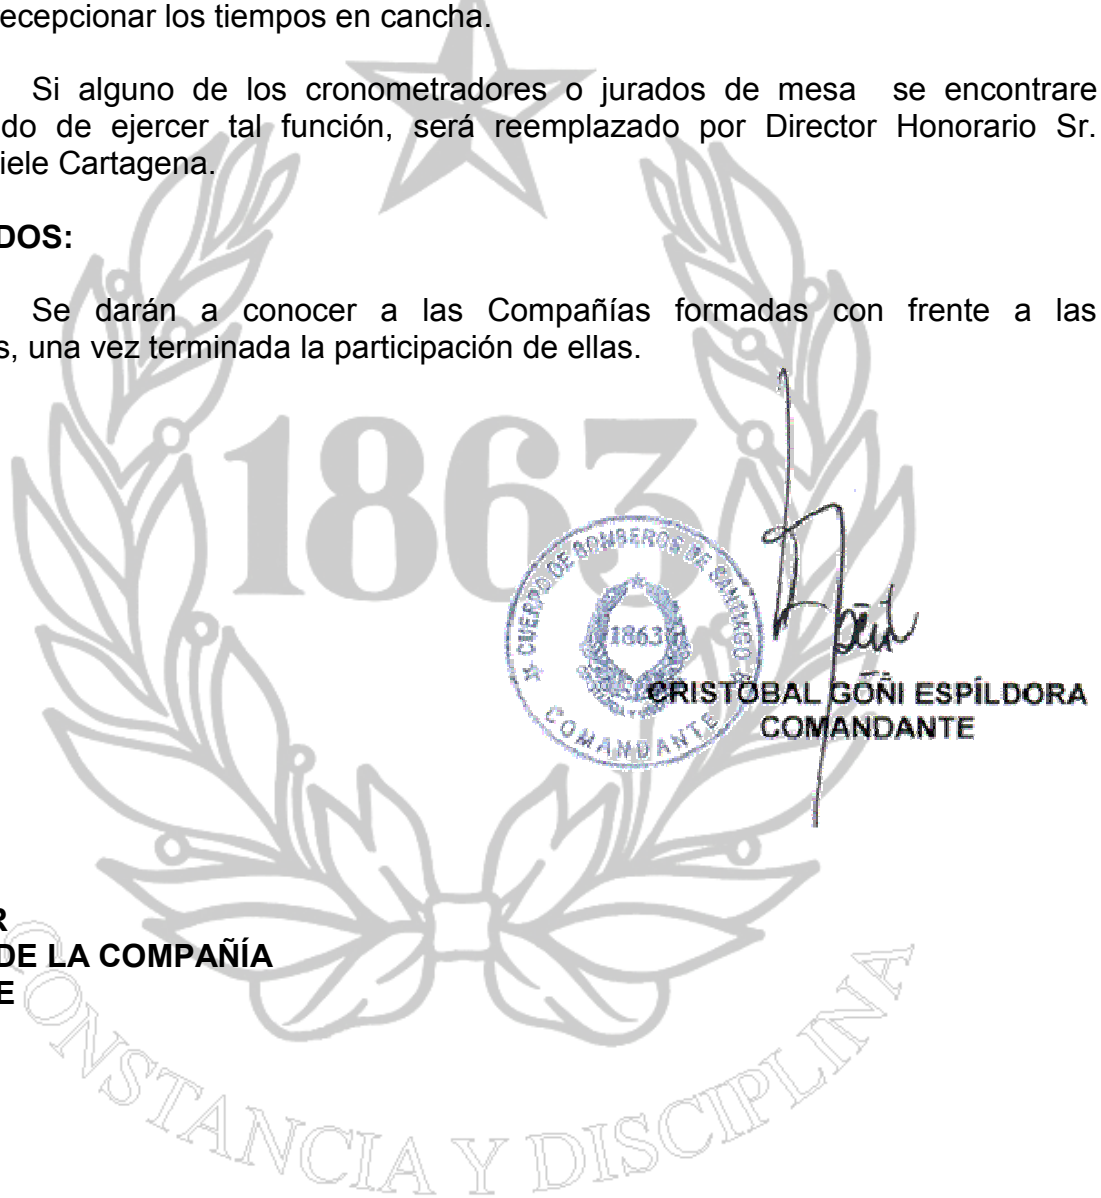 ecepcionar los tiempos en cancha.
Si alguno de los cronometradores o jurados de mesa se encontrare
do de ejercer tal función, será reemplazado por Director Honorario Sr.
iele Cartagena.
DOS:
Se darán a conocer a las Compañías formadas con frente a las
s, una vez terminada la participación de ellas.
1863
CUERPO DE BOMBEROS DE SANTIAGO
1863
COMANDANTE
CRISTÓBAL GOÑI ESPÍLDORA
COMANDANTE
R
DE LA COMPAÑÍA
E
CONSTANCIA Y DISCIPLINA